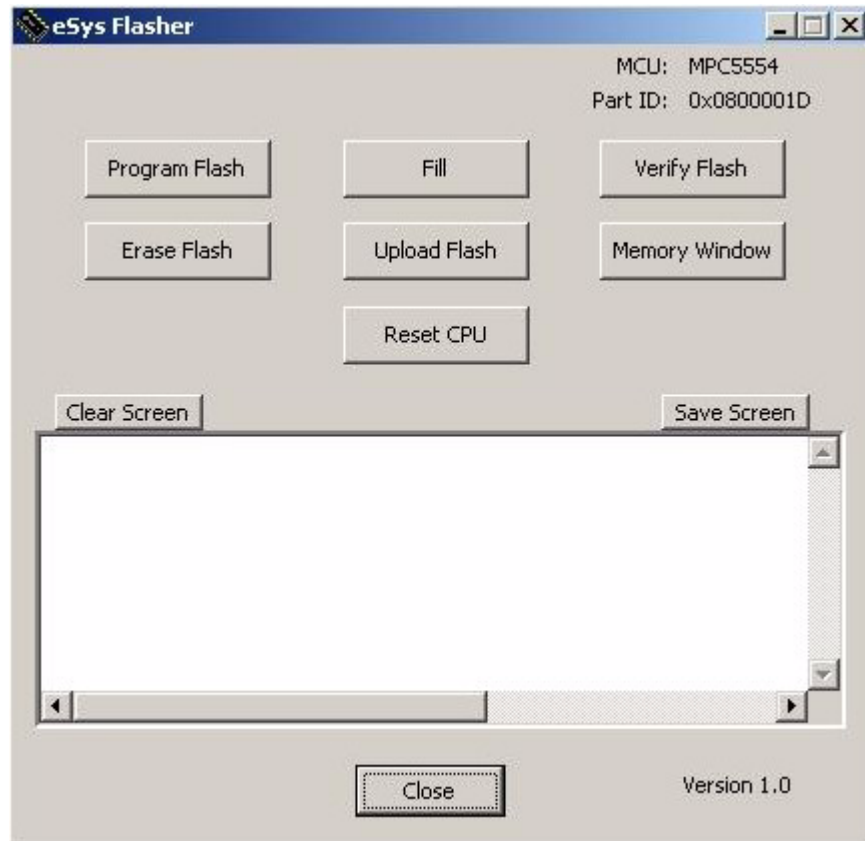 eSys Flasher
MCU: MPC5554
Part ID: 0x0800001D
Program Flash Fill Verify Flash
Erase Flash Upload Flash Memory Window
Reset CPU
Clear Screen Save Screen
Close Version 1.0